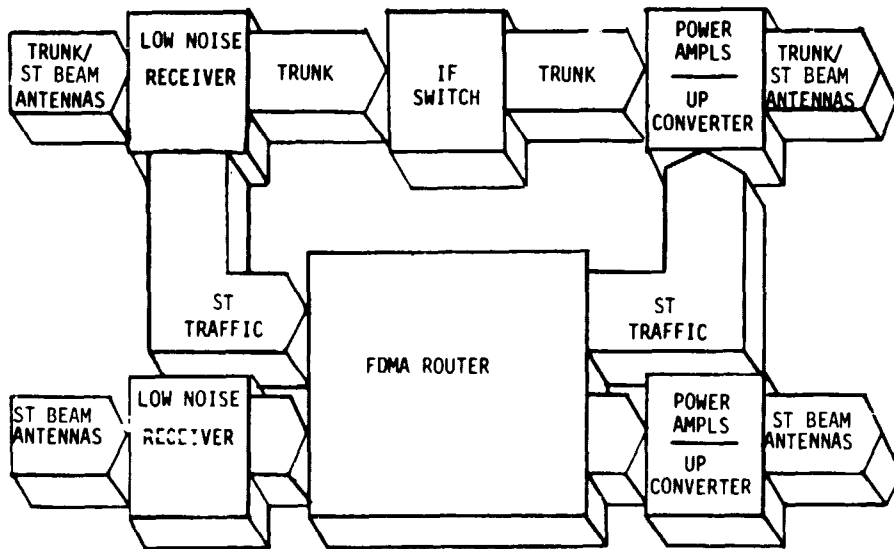 TRUNK/
ST BEAM
ANTENNAS
LOW NOISE
RECEIVER
TRUNK
IF
SWITCH
TRUNK
POWER
AMPLS
UP
CONVERTER
TRUNK/
ST BEAM
ANTENNAS
ST
TRAFFIC
FDMA ROUTER
ST
TRAFFIC
ST BEAM
ANTENNAS
LOW NOISE
RECEIVER
POWER
AMPLS
UP
CONVERTER
ST BEAM
ANTENNAS